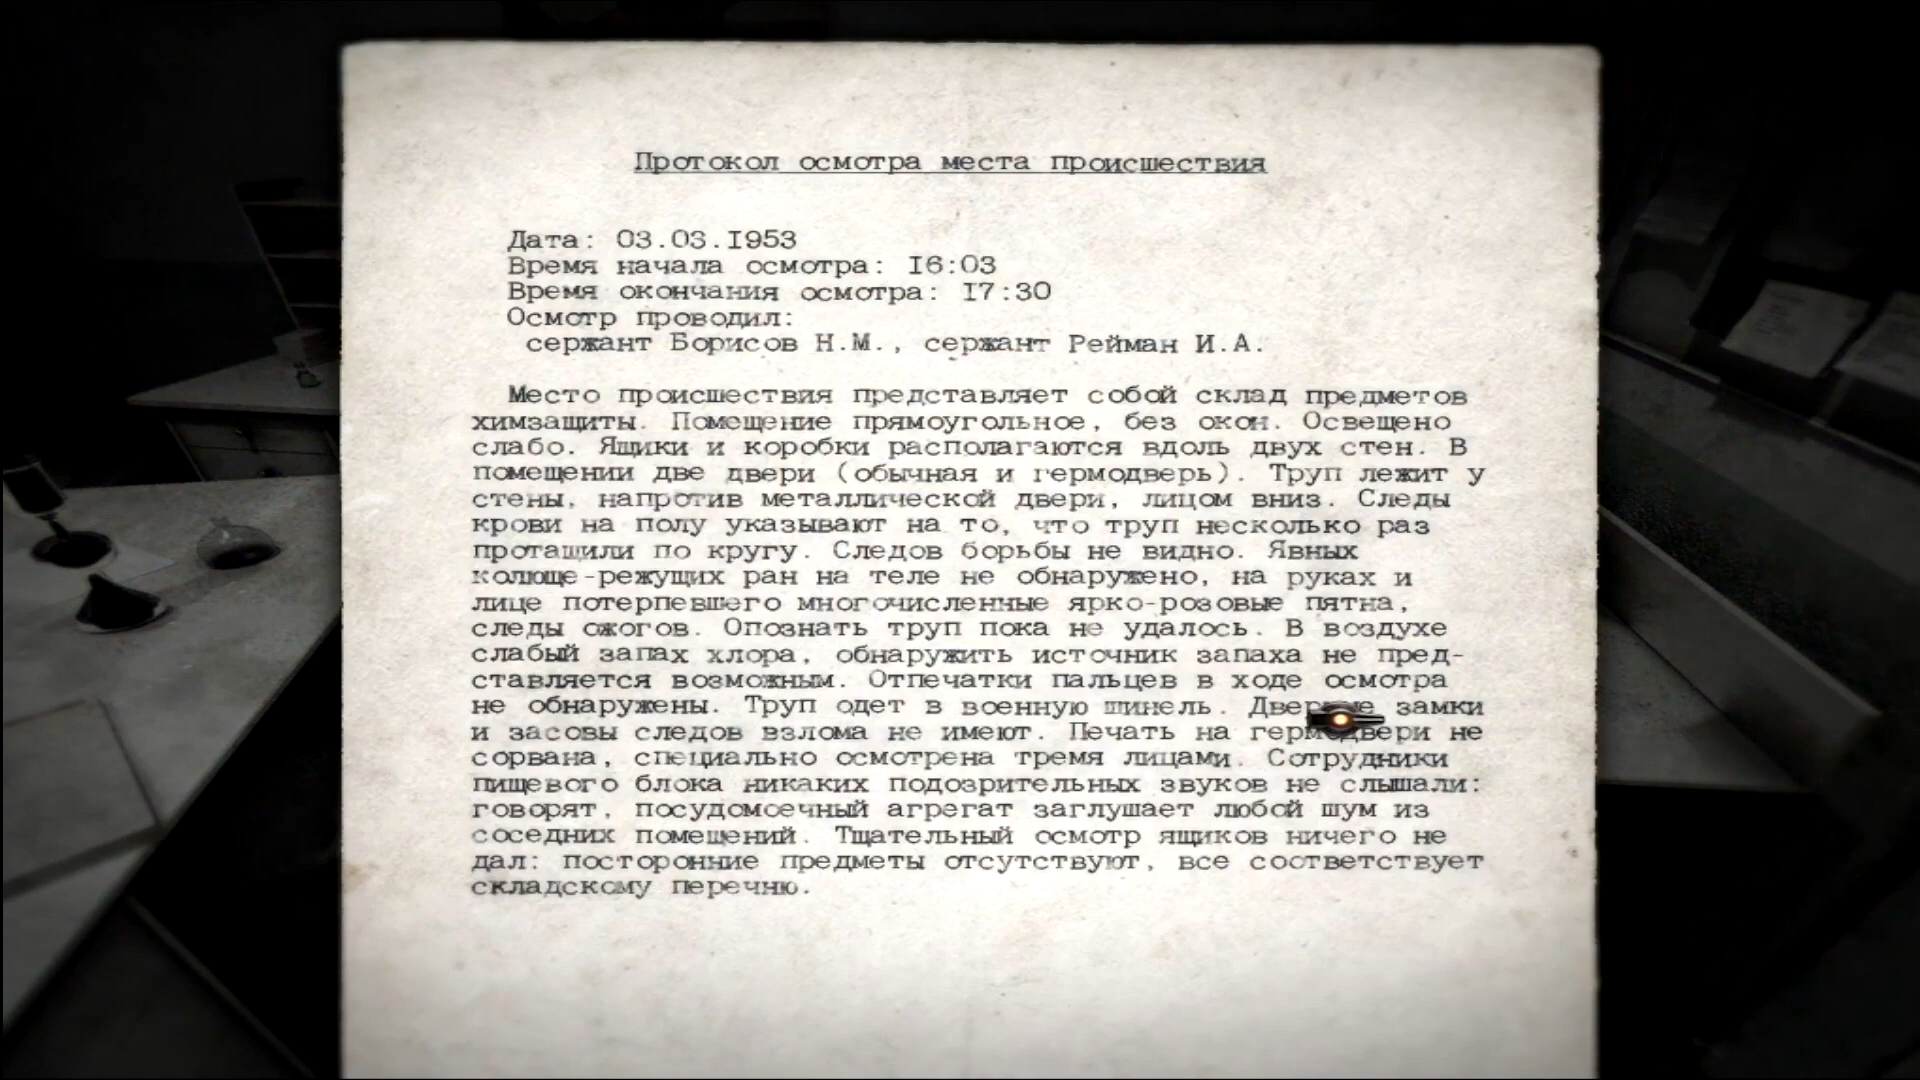 Протокол осмотра места происшествия
Дата: 03.03.I953
Время начала осмотра: I6:03
Время окончания осмотра: I7:30
Осмотр проводил:
сержант Борисов Н.М., сержант Рейман И.А.
Место происшествия представляет собой склад предметов
химзащиты. Помещение прямоугольное, без окон. Освещено
слабо. Ящики и коробки располагаются вдоль двух стен. В
помещении две двери (обычная и гермодверь). Труп лежит у
стены, напротив металлической двери, лицом вниз. Следы
крови на полу указывают на то, что труп несколько раз
протащили по кругу. Следов борьбы не видно. Явных
колюще-режущих ран на теле не обнаружено, на руках и
лице потерпевшего многочисленные ярко-розовые пятна,
следы ожогов. Опознать труп пока не удалось. В воздухе
слабый запах хлора, обнаружить источник запаха не пред-
ставляется возможным. Отпечатки пальцев в ходе осмотра
не обнаружены. Труп одет в военную шинель. Дверные замки
и засовы следов взлома не имеют. Печать на гермодвери не
сорвана, специально осмотрена тремя лицами. Сотрудники
пищевого блока никаких подозрительных звуков не слышали:
говорят, посудомоечный агрегат заглушает любой шум из
соседних помещений. Тщательный осмотр ящиков ничего не
дал: посторонние предметы отсутствуют, все соответствует
складскому перечню.